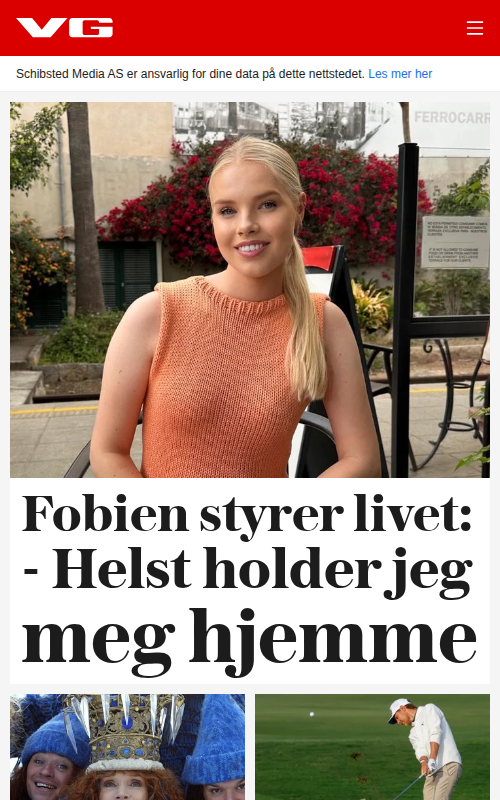 VG
Schibsted Media AS er ansvarlig for dine data på dette nettstedet. Les mer her
FERROCARR
Fobien styrer livet:
- Helst holder jeg
meg hjemme